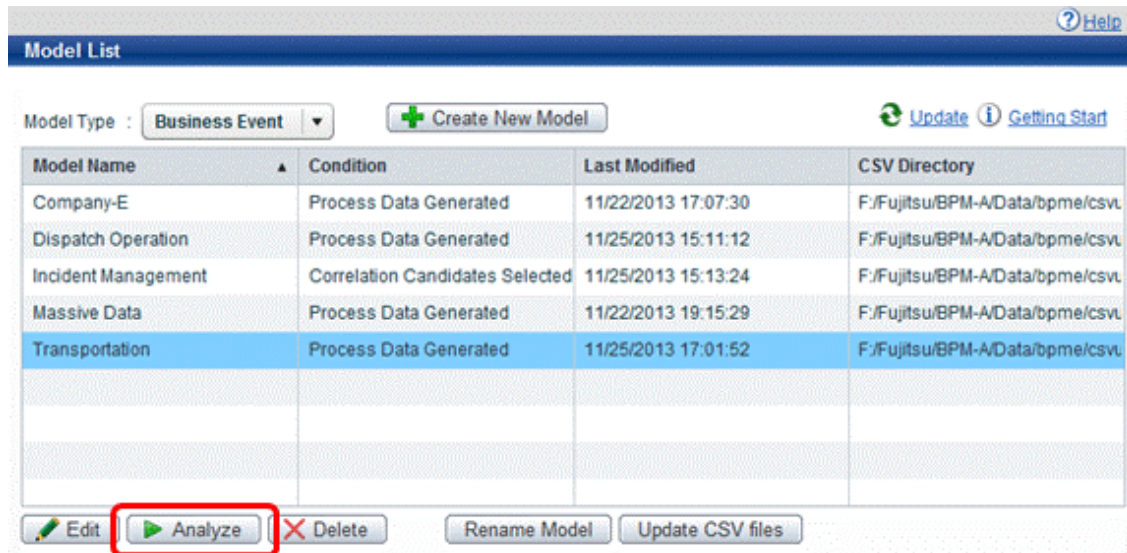 Help
Model List
Model Type : Business Event Create New Model Update Getting Start
Model Name Condition Last Modified CSV Directory
Company-E Process Data Generated 11/22/2013 17:07:30 F:/Fujitsu/BPM-A/Data/bpme/csvu
Dispatch Operation Process Data Generated 11/25/2013 15:11:12 F:/Fujitsu/BPM-A/Data/bpme/csvu
Incident Management Correlation Candidates Selected 11/25/2013 15:13:24 F:/Fujitsu/BPM-A/Data/bpme/csvu
Massive Data Process Data Generated 11/22/2013 19:15:29 F:/Fujitsu/BPM-A/Data/bpme/csvu
Transportation Process Data Generated 11/25/2013 17:01:52 F:/Fujitsu/BPM-A/Data/bpme/csvu
Edit Analyze Delete Rename Model Update CSV files